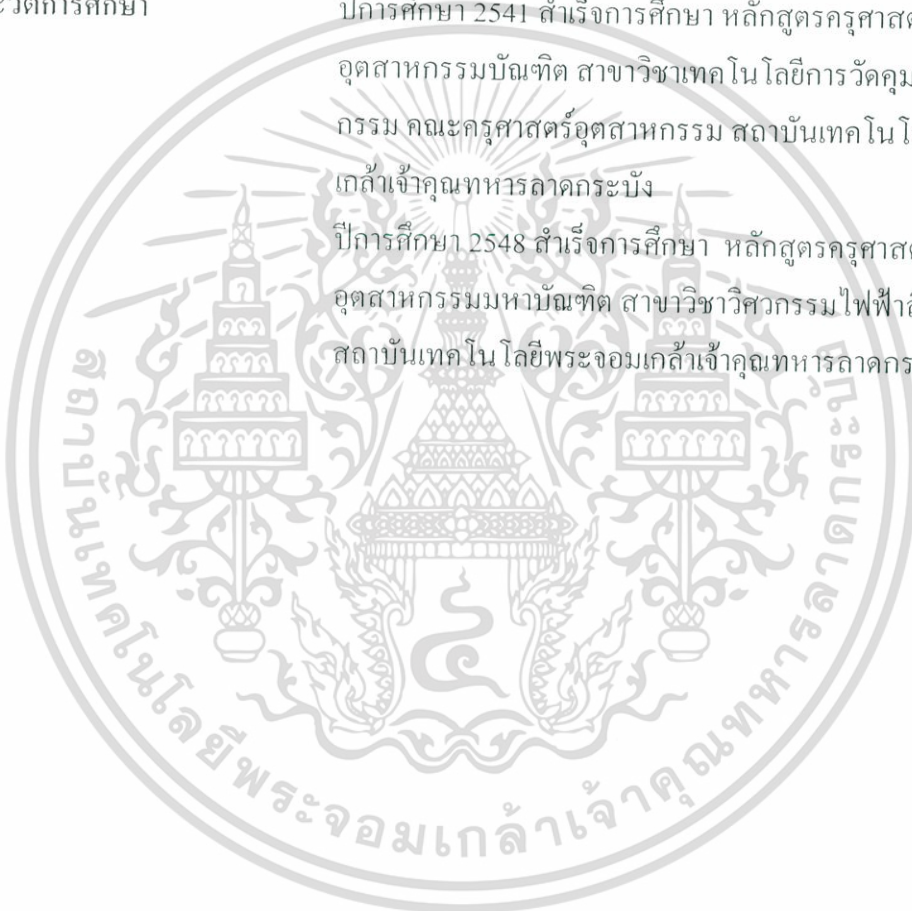 ะวัติการศึกษา
ปีการศึกษา 2541 สำเร็จการศึกษา หลักสูตรครุศาสต
อุตสาหกรรมบัณฑิต สาขาวิชาเทคโนโลยีการวัดคุม
กรรม คณะครุศาสตร์อุตสาหกรรม สถาบันเทคโนโ
เกล้าเจ้าคุณทหารลาดกระบัง
ปีการศึกษา 2548 สำเร็จการศึกษา หลักสูตรครุศาสต
อุตสาหกรรมมหาบัณฑิต สาขาวิชาวิศวกรรมไฟฟ้าสื
สถาบันเทคโนโลยีพระจอมเกล้าเจ้าคุณทหารลาดกร
สถาบันเทคโนโลยีพระจอมเกล้าเจ้าคุณทหารลาดกระบัง